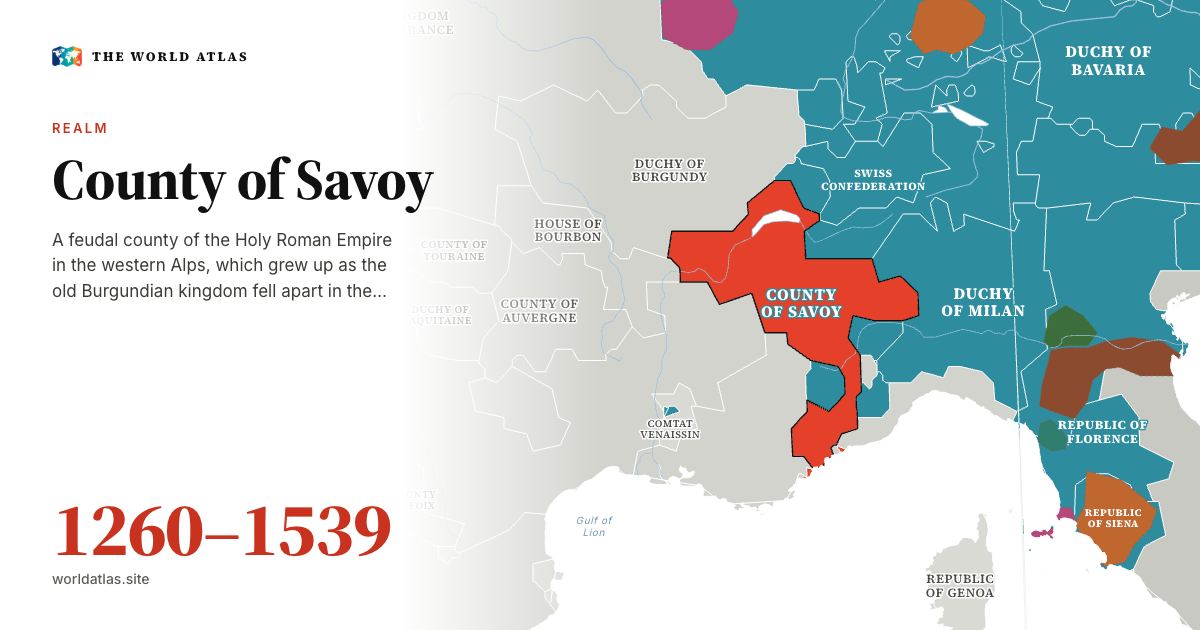 THE WORLD ATLAS
REALM
County of Savoy
A feudal county of the Holy Roman Empire
in the western Alps, which grew up as the
old Burgundian kingdom fell apart in the...
1260–1539
worldatlas.site
DUCHY OF
BAVARIA
DUCHY OF
BURGUNDY
SWISS
CONFEDERATION
HOUSE OF
BOURBON
COUNTY OF
TOURAINE
COUNTY OF
AUVERGNE
DUCHY OF
AQUITAINE
COUNTY
OF SAVOY
DUCHY
OF MILAN
COMTAT
VENAISSIN
REPUBLIC OF
FLORENCE
REPUBLIC
OF SIENA
Gulf of
Lion
REPUBLIC
OF GENOA